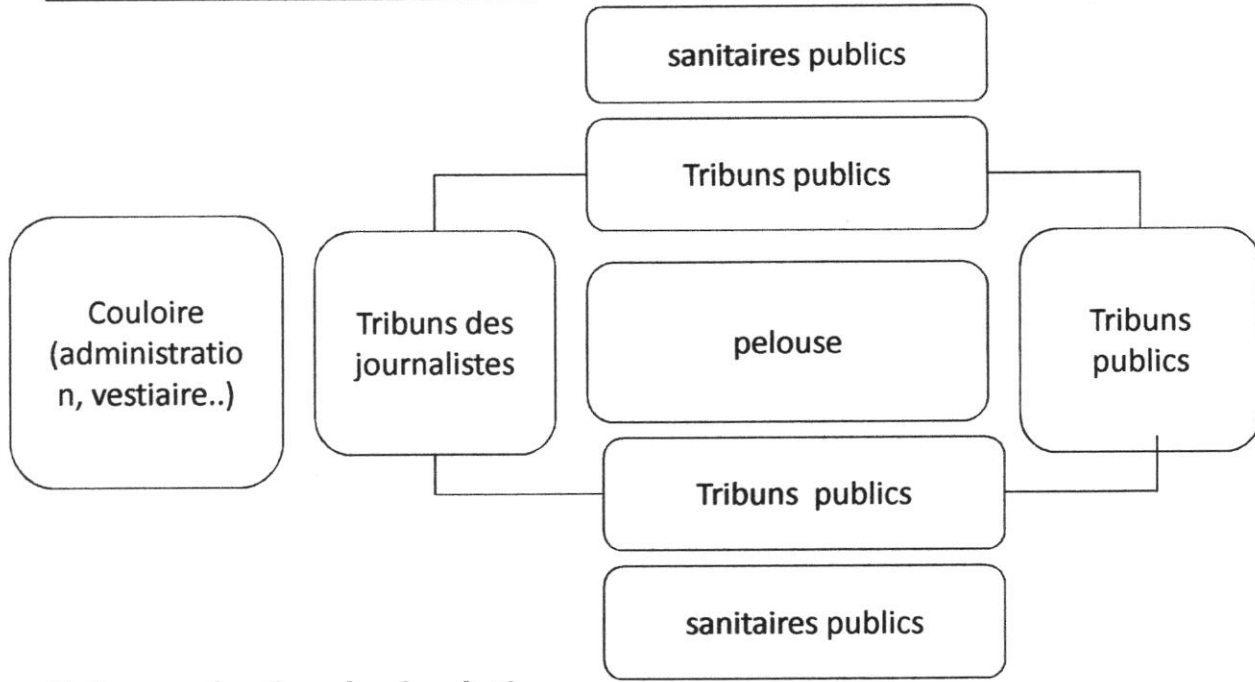 sanitaires publics
Tribuns publics
Couloire
(administratio
n, vestiaire..)
Tribuns des
journalistes
pelouse
Tribuns
publics
Tribuns publics
sanitaires publics